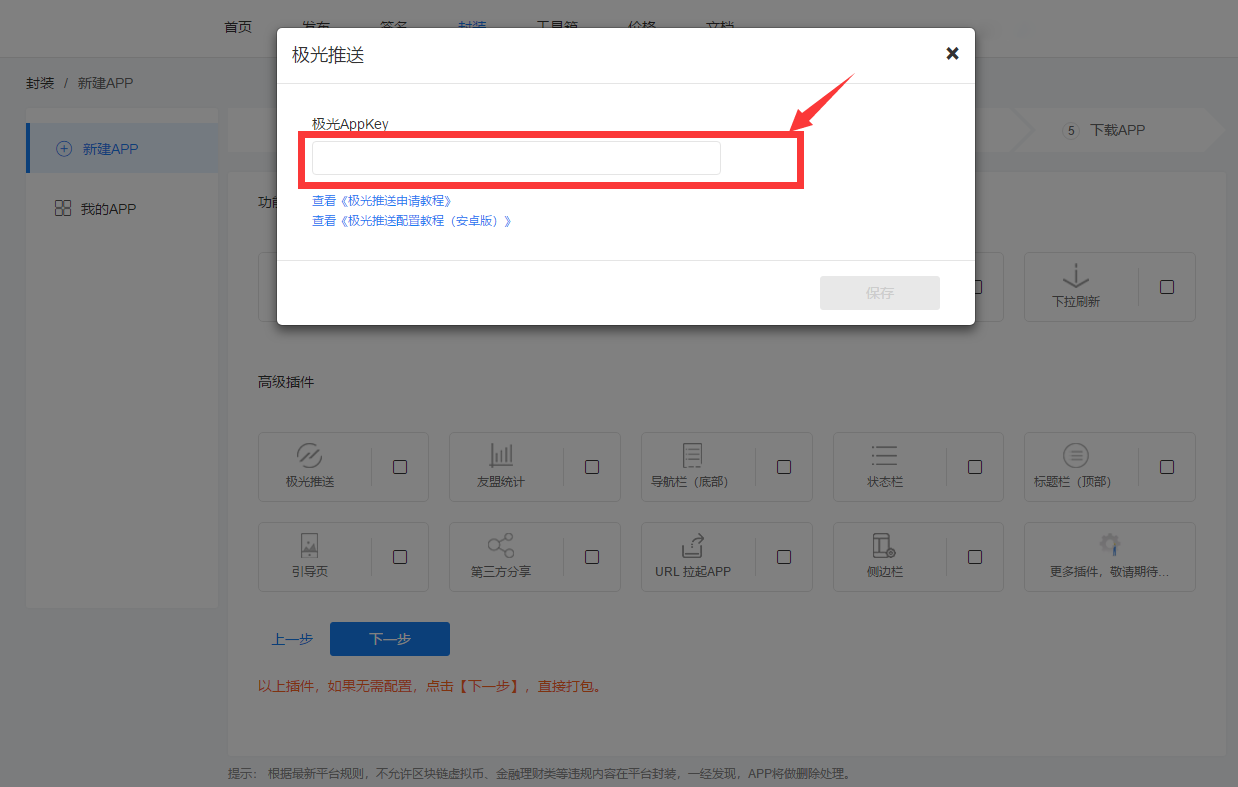 首页 发布 签名 封装 工具箱 价格 文档
极光推送
封装 / 新建APP
极光AppKey
5 下载APP
新建APP
查看《极光推送申请教程》
我的APP
功
查看《极光推送配置教程（安卓版）》
保存
下拉刷新
高级插件
极光推送 友盟统计 导航栏（底部） 状态栏 标题栏（顶部）
引导页 第三方分享 URL 拉起APP 侧边栏 更多插件，敬请期待...
上一步 下一步
以上插件，如果无需配置，点击【下一步】，直接打包。
提示： 根据最新平台规则，不允许区块链虚拟币、金融理财类等违规内容在平台封装，一经发现，APP将做删除处理。